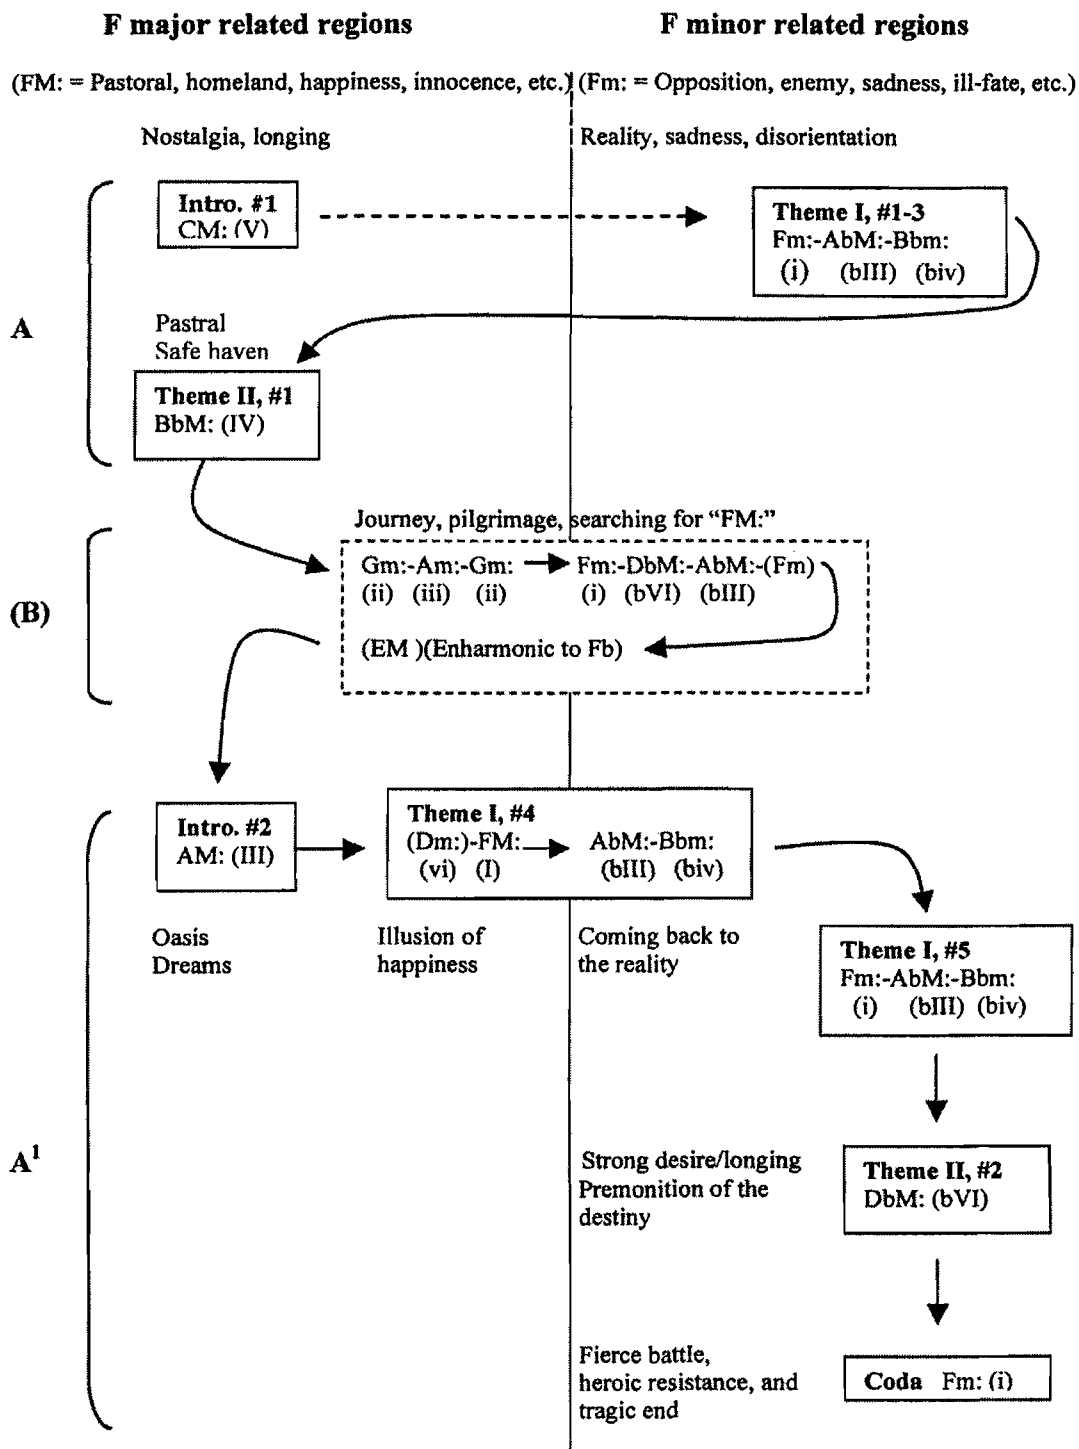 F major related regions
F minor related regions
(FM: = Pastoral, homeland, happiness, innocence, etc.)
(Fm: = Opposition, enemy, sadness, ill-fate, etc.)
Nostalgia, longing
Reality, sadness, disorientation
A
Intro. #1
CM: (V)
Theme I, #1-3
Fm:-AbM:-Bbm:
(i) (bIII) (biv)
Pastral
Safe haven
Theme II, #1
BbM: (IV)
(B)
Journey, pilgrimage, searching for “FM:”
Gm:-Am:-Gm:
(ii) (iii) (ii)
Fm:-DbM:-AbM:-(Fm)
(i) (bVI) (bIII)
(EM )(Enharmonic to Fb)
A1
Intro. #2
AM: (III)
Theme I, #4
(Dm:)-FM:
(vi) (I)
AbM:-Bbm:
(bIII) (biv)
Oasis
Dreams
Illusion of
happiness
Coming back to
the reality
Theme I, #5
Fm:-AbM:-Bbm:
(i) (bIII) (biv)
Strong desire/longing
Premonition of the
destiny
Theme II, #2
DbM: (bVI)
Fierce battle,
heroic resistance, and
tragic end
Coda Fm: (i)